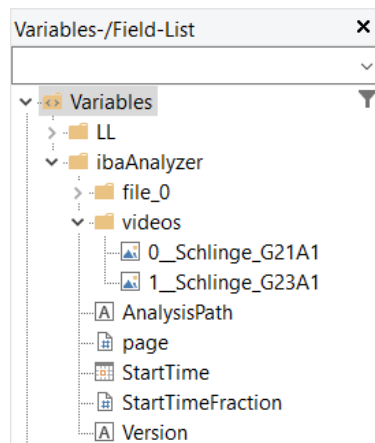 Variables-/Field-List
Variables
LL
ibaAnalyzer
file_0
videos
0__Schlinge_G21A1
1__Schlinge_G23A1
AnalysisPath
page
StartTime
StartTimeFraction
Version